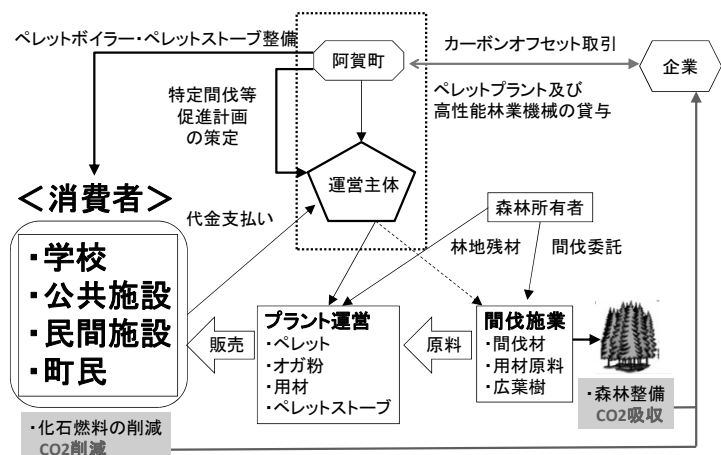 ペレットボイラー・ペレットストーブ整備
阿賀町
カーボンオフセット取引
企業
特定間伐等
促進計画
の策定
ペレットプラント及び
高性能林業機械の貸与
運営主体
<消費者>
・学校
・公共施設
・民間施設
・町民
代金支払い
森林所有者
林地残材
間伐委託
プラント運営
・ペレット
・オガ粉
・用材
・ペレットストーブ
販売
原料
間伐施業
・間伐材
・用材原料
・広葉樹
・森林整備
CO2吸収
・化石燃料の削減
CO2削減